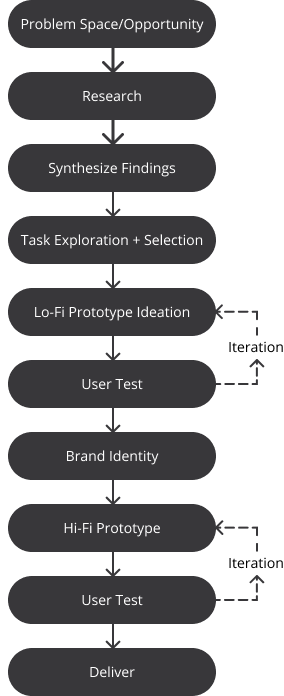 Problem Space/Opportunity
Research
Synthesize Findings
Task Exploration + Selection
Lo-Fi Prototype Ideation
Iteration
User Test
Brand Identity
Hi-Fi Prototype
Iteration
User Test
Deliver